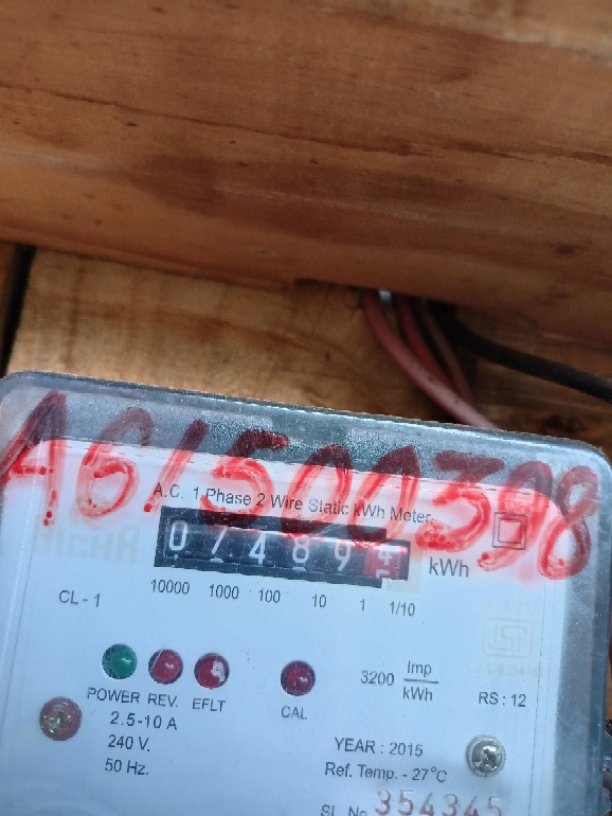 AG1500398
A.C. 1 Phase 2 Wire Static kWh Meter
074894 kWh
10000 1000 100 10 1 1/10
CL - 1
3200 Imp/kWh
POWER REV. EFLT CAL
RS : 12
2.5-10 A
240 V.
50 Hz.
YEAR : 2015
Ref. Temp. - 27°C
SL No 354345